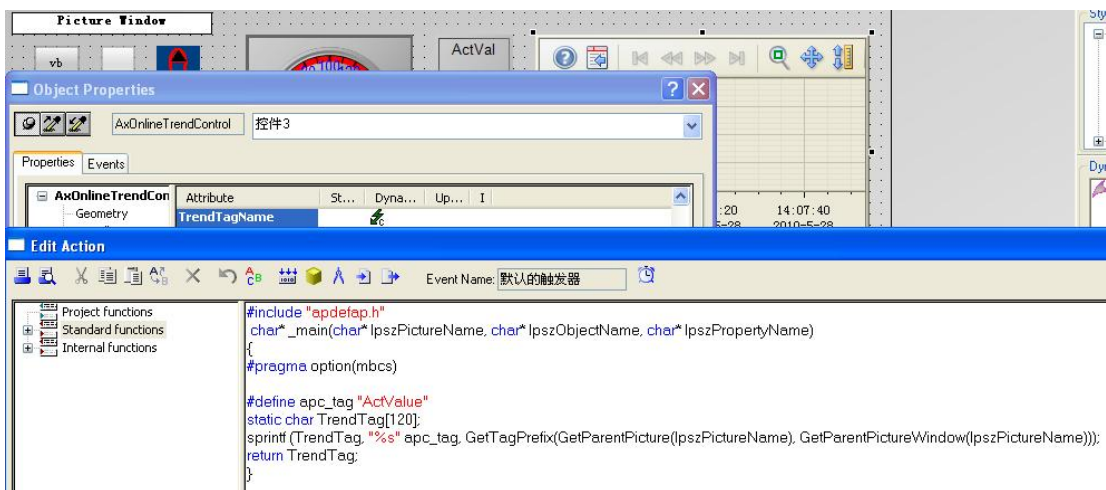 Picture Window
vb
ActVal
Object Properties
AxOnlineTrendControl
控件3
Properties
Events
AxOnlineTrendCon
Attribute
St...
Dyna...
Up...
I
Geometry
TrendTagName
:20
14:07:40
2010-5-28
Edit Action
Event Name:
默认的触发器
Project functions
Standard functions
Internal functions
#include "apdefap.h"
char* _main(char* lpszPictureName, char* lpszObjectName, char* lpszPropertyName)
{
#pragma option(mbcs)
#define apc_tag "ActValue"
static char TrendTag[120];
sprintf (TrendTag, "%s" apc_tag, GetTagPrefix(GetParentPicture(lpszPictureName), GetParentPictureWindow(lpszPictureName)));
return TrendTag;
}